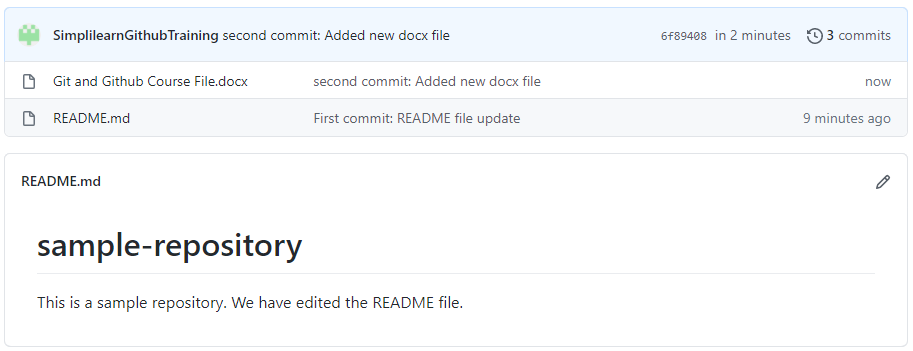 SimplilearnGithubTraining second commit: Added new docx file 6f89408 in 2 minutes 3 commits
Git and Github Course File.docx second commit: Added new docx file now
README.md First commit: README file update 9 minutes ago
README.md
sample-repository
This is a sample repository. We have edited the README file.